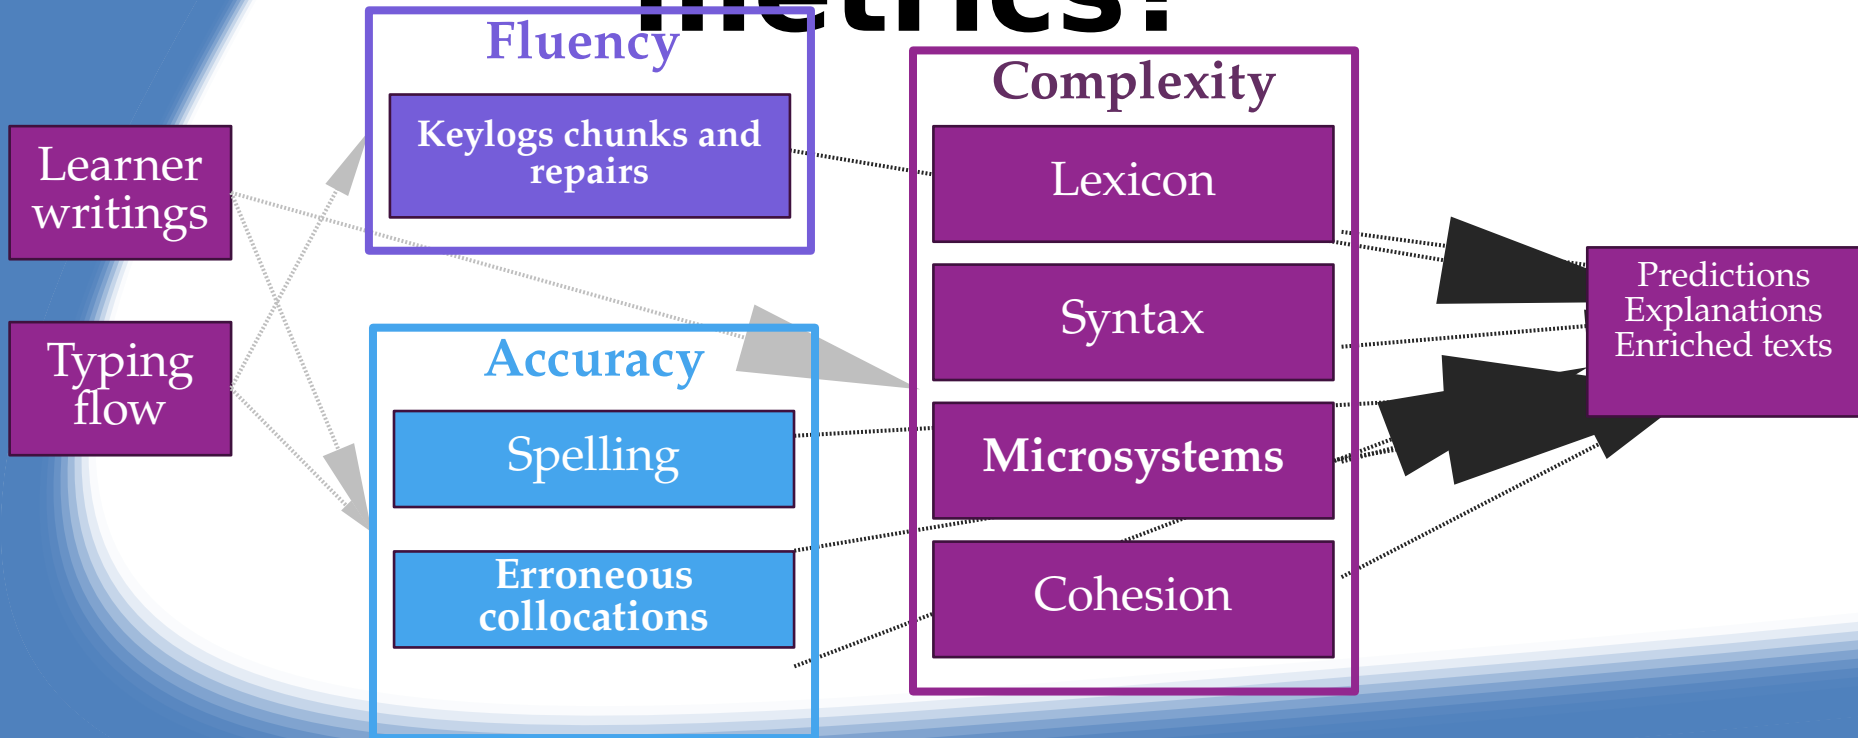 metrics?
Fluency
Keylogs chunks and
repairs
Learner
writings
Typing
flow
Accuracy
Spelling
Erroneous
collocations
Complexity
Lexicon
Syntax
Microsystems
Cohesion
Predictions
Explanations
Enriched texts